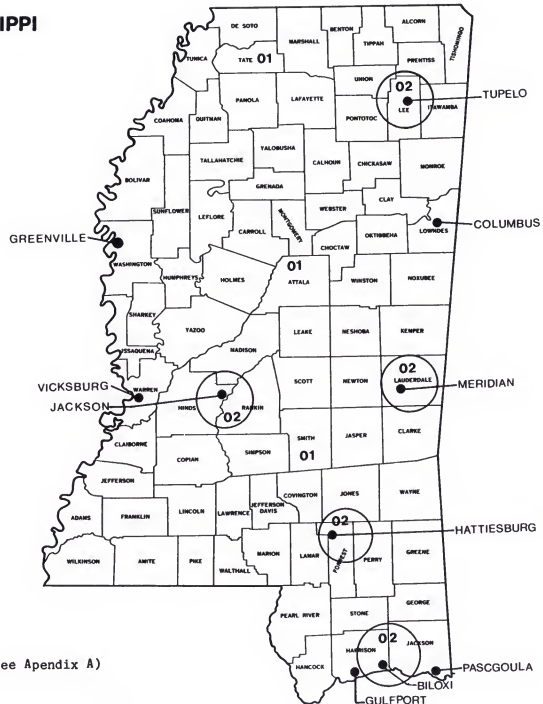 IPPI
DE SOTO
MARSHALL
BENTON
TIPPAH
ALCORN
TISHOMINGO
TUNICA
TATE 01
PRENTISS
UNION
02
TUPELO
LEE
ITAWAMBA
PANOLA
LAFAYETTE
PONTOTOC
COAHOMA
QUITMAN
YALOBUSHA
TALLAHATCHIE
CALHOUN
CHICKASAW
MONROE
BOLIVAR
GRENADA
CLAY
SUNFLOWER
LEFLORE
MONTGOMERY
WEBSTER
CARROLL
OKTIBBEHA
LOWNDES
COLUMBUS
GREENVILLE
CHOCTAW
WASHINGTON
HUMPHREYS
HOLMES
01
ATTALA
WINSTON
NOXUBEE
SHARKEY
YAZOO
LEAKE
NESHOBA
KEMPER
ISSAQUENA
MADISON
VICKSBURG
WARREN
SCOTT
NEWTON
02
LAUDERDALE
MERIDIAN
JACKSON
HINDS
RANKIN
02
CLAIBORNE
SIMPSON
SMITH
01
JASPER
CLARKE
COPIAH
JEFFERSON
COVINGTON
JONES
WAYNE
ADAMS
FRANKLIN
LINCOLN
LAWRENCE
JEFFERSON
DAVIS
02
HATTIESBURG
WILKINSON
AMITE
PIKE
WALTHALL
MARION
LAMAR
FORREST
PERRY
GREENE
PEARL RIVER
STONE
GEORGE
02
HARRISON
JACKSON
HANCOCK
ee Apendix A)
PASCGOULA
BILOXI
GULFPORT